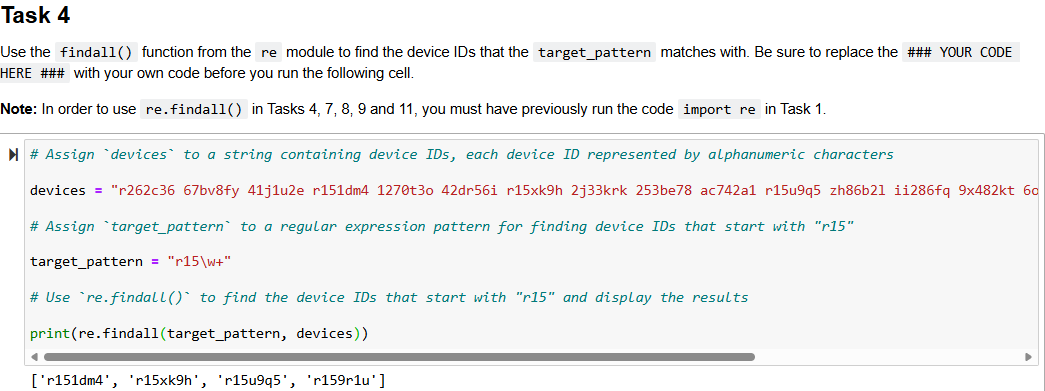 Task 4
Use the findall() function from the re module to find the device IDs that the target_pattern matches with. Be sure to replace the ### YOUR CODE
HERE ### with your own code before you run the following cell.
Note: In order to use re.findall() in Tasks 4, 7, 8, 9 and 11, you must have previously run the code import re in Task 1.
# Assign `devices` to a string containing device IDs, each device ID represented by alphanumeric characters
devices = "r262c36 67bv8fy 41j1u2e r151dm4 1270t3o 42dr56i r15xk9h 2j33krk 253be78 ac742a1 r15u9q5 zh86b2l ii286fq 9x482kt 6o
# Assign `target_pattern` to a regular expression pattern for finding device IDs that start with "r15"
target_pattern = "r15\w+"
# Use `re.findall()` to find the device IDs that start with "r15" and display the results
print(re.findall(target_pattern, devices))
['r151dm4', 'r15xk9h', 'r15u9q5', 'r159r1u']